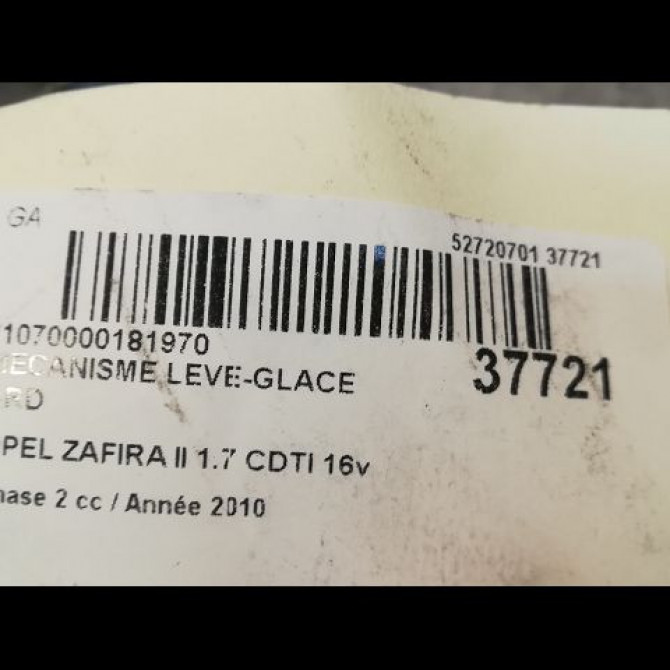 GA
52720701 37721
1070000181970
MECANISME LEVE-GLACE
37721
RD
PEL ZAFIRA II 1.7 CDTI 16v
hase 2 cc / Année 2010